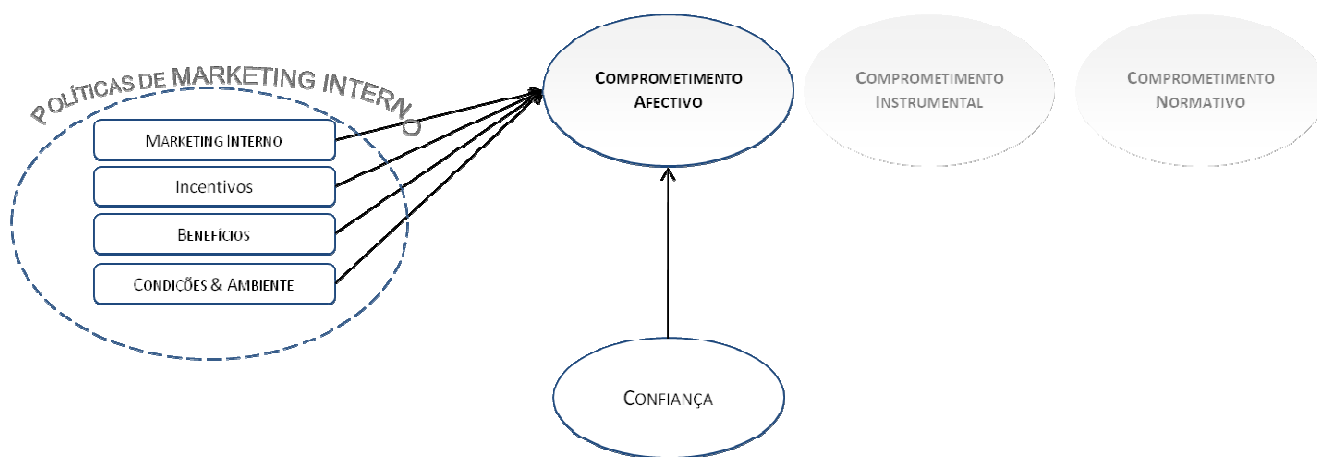 POLÍTICAS DE MARKETING INTERNO
MARKETING INTERNO
Incentivos
BENEFÍCIOS
CONDIÇÕES & AMBIENTE
COMPROMETIMENTO
AFECTIVO
COMPROMETIMENTO
INSTRUMENTAL
COMPROMETIMENTO
NORMATIVO
CONFIANÇA